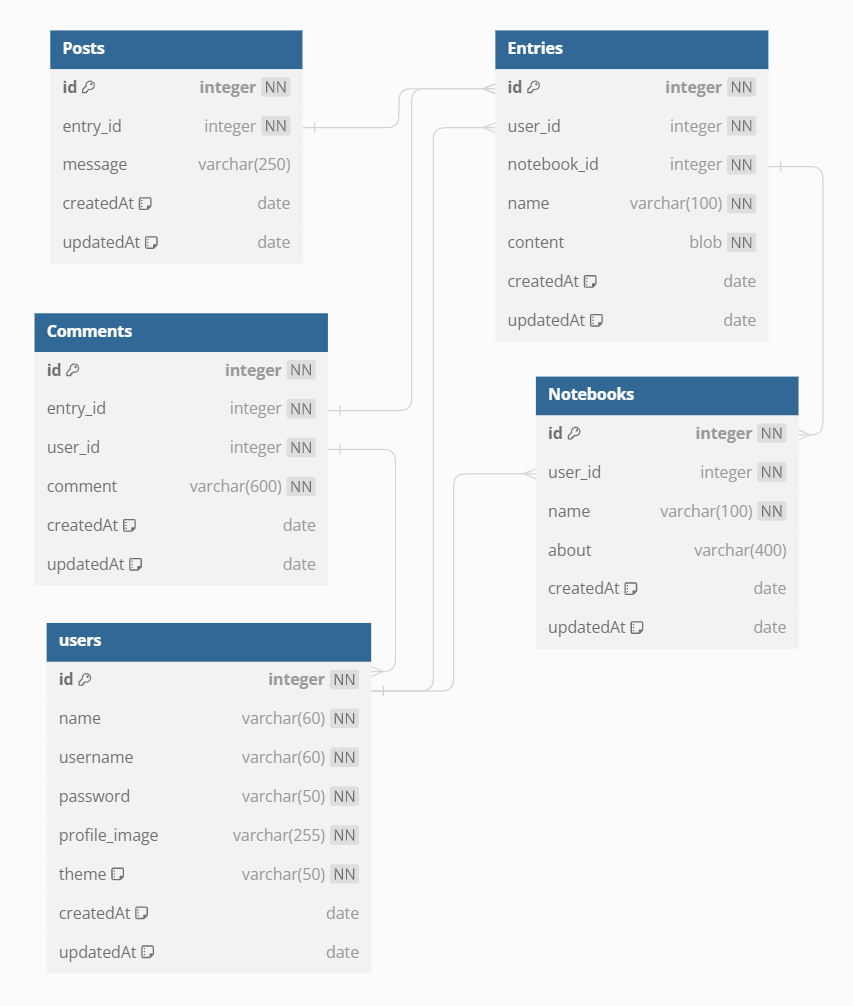 Posts
id integer NN
entry_id integer NN
message varchar(250)
createdAt date
updatedAt date
Entries
id integer NN
user_id integer NN
notebook_id integer NN
name varchar(100) NN
content blob NN
createdAt date
updatedAt date
Comments
id integer NN
entry_id integer NN
user_id integer NN
comment varchar(600) NN
createdAt date
updatedAt date
Notebooks
id integer NN
user_id integer NN
name varchar(100) NN
about varchar(400)
createdAt date
updatedAt date
users
id integer NN
name varchar(60) NN
username varchar(60) NN
password varchar(50) NN
profile_image varchar(255) NN
theme varchar(50) NN
createdAt date
updatedAt date